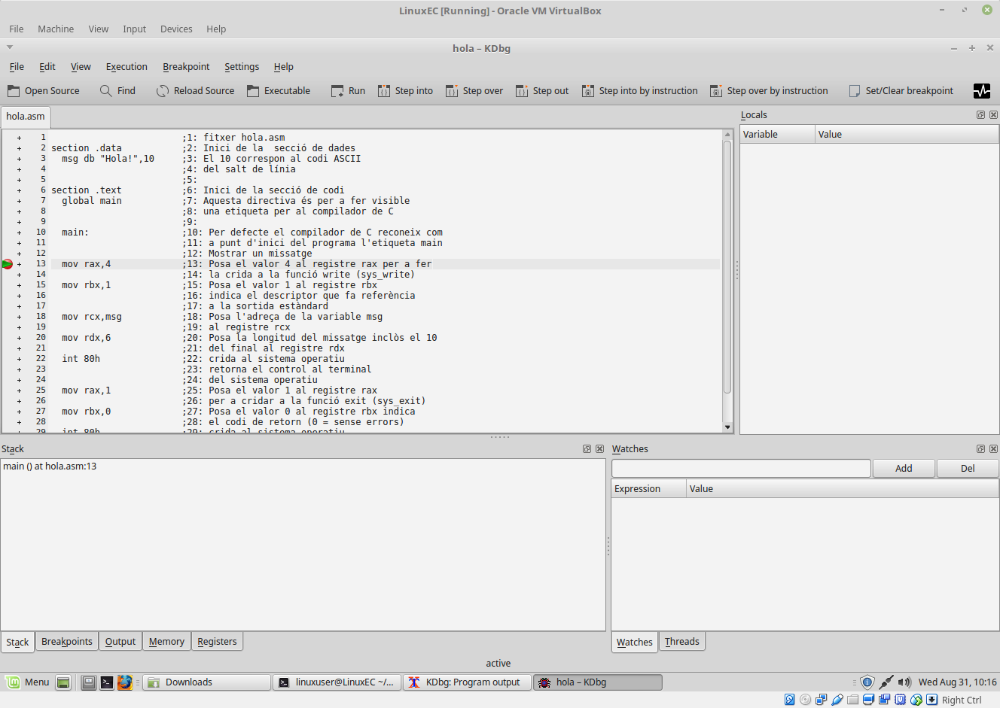 LinuxEC [Running] - Oracle VM VirtualBox
File Machine View Input Devices Help
hola – KDbg
File Edit View Execution Breakpoint Settings Help
Open Source Find Reload Source Executable Run Step into Step over Step out Step into by instruction Step over by instruction Set/Clear breakpoint
hola.asm
+ 1 ;1: fitxer hola.asm
+ 2 section .data ;2: Inici de la  secció de dades
+ 3 msg db "Hola!",10 ;3: El 10 correspon al codi ASCII
+ 4 ;4: del salt de línia
+ 5 ;5:
+ 6 section .text ;6: Inici de la secció de codi
+ 7 global main ;7: Aquesta directiva és per a fer visible
+ 8 ;8: una etiqueta per al compilador de C
+ 9 ;9:
+ 10 main: ;10: Per defecte el compilador de C reconeix com
+ 11 ;11: a punt d'inici del programa l'etiqueta main
+ 12 ;12: Mostrar un missatge
+ 13 mov rax,4 ;13: Posa el valor 4 al registre rax per a fer
+ 14 ;14: la crida a la funció write (sys_write)
+ 15 mov rbx,1 ;15: Posa el valor 1 al registre rbx
+ 16 ;16: indica el descriptor que fa referència
+ 17 ;17: a la sortida estàndard
+ 18 mov rcx,msg ;18: Posa l'adreça de la variable msg
+ 19 ;19: al registre rcx
+ 20 mov rdx,6 ;20: Posa la longitud del missatge inclòs el 10
+ 21 ;21: del final al registre rdx
+ 22 int 80h ;22: crida al sistema operatiu
+ 23 ;23: retorna el control al terminal
+ 24 ;24: del sistema operatiu
+ 25 mov rax,1 ;25: Posa el valor 1 al registre rax
+ 26 ;26: per a cridar a la funció exit (sys_exit)
+ 27 mov rbx,0 ;27: Posa el valor 0 al registre rbx indica
+ 28 ;28: el codi de retorn (0 = sense errors)
+ 29 int 80h ;29: crida al sistema operatiu
Locals
Variable Value
Stack
main () at hola.asm:13
Stack Breakpoints Output Memory Registers
Watches
Add Del
Expression Value
Watches Threads
active
Menu Downloads linuxuser@LinuxEC ~/... KDbg: Program output hola – KDbg Wed Aug 31, 10:16
Right Ctrl